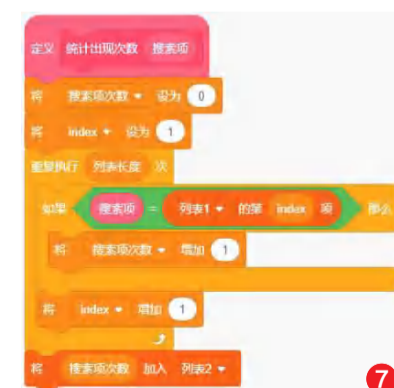 定义 统计出现次数 搜索项
将 搜索项次数 设为 0
将 index 设为 1
重复执行 列表长度 次
如果 搜索项 = 列表1 的第 index 项 那么
将 搜索项次数 增加 1
将 index 增加 1
将 搜索项次数 加入 列表2
7